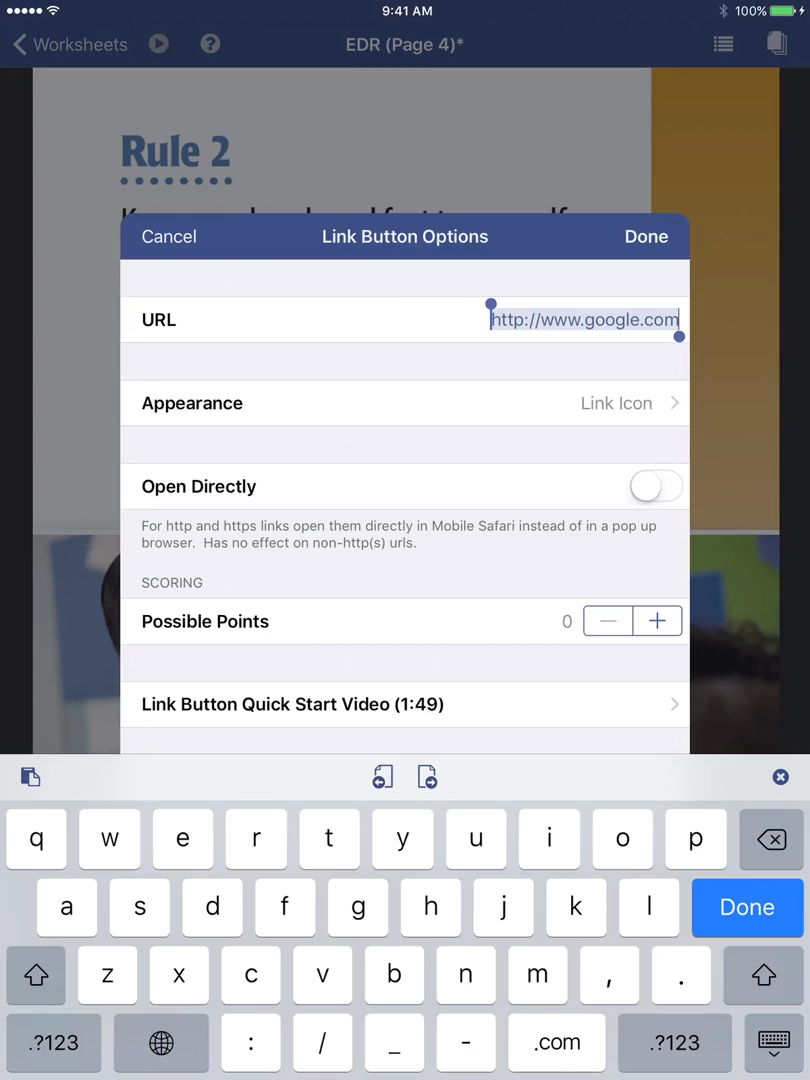 9:41 AM
100%
Worksheets
EDR (Page 4)*
Rule 2
Cancel
Link Button Options
Done
URL
http://www.google.com
Appearance
Link Icon
Open Directly
For http and https links open them directly in Mobile Safari instead of in a pop up
browser. Has no effect on non-http(s) urls.
SCORING
Possible Points
0
Link Button Quick Start Video (1:49)
q w e r t y u i o p
a s d f g h j k l Done
z x c v b n m , .
.?123 : / _ - .com .?123